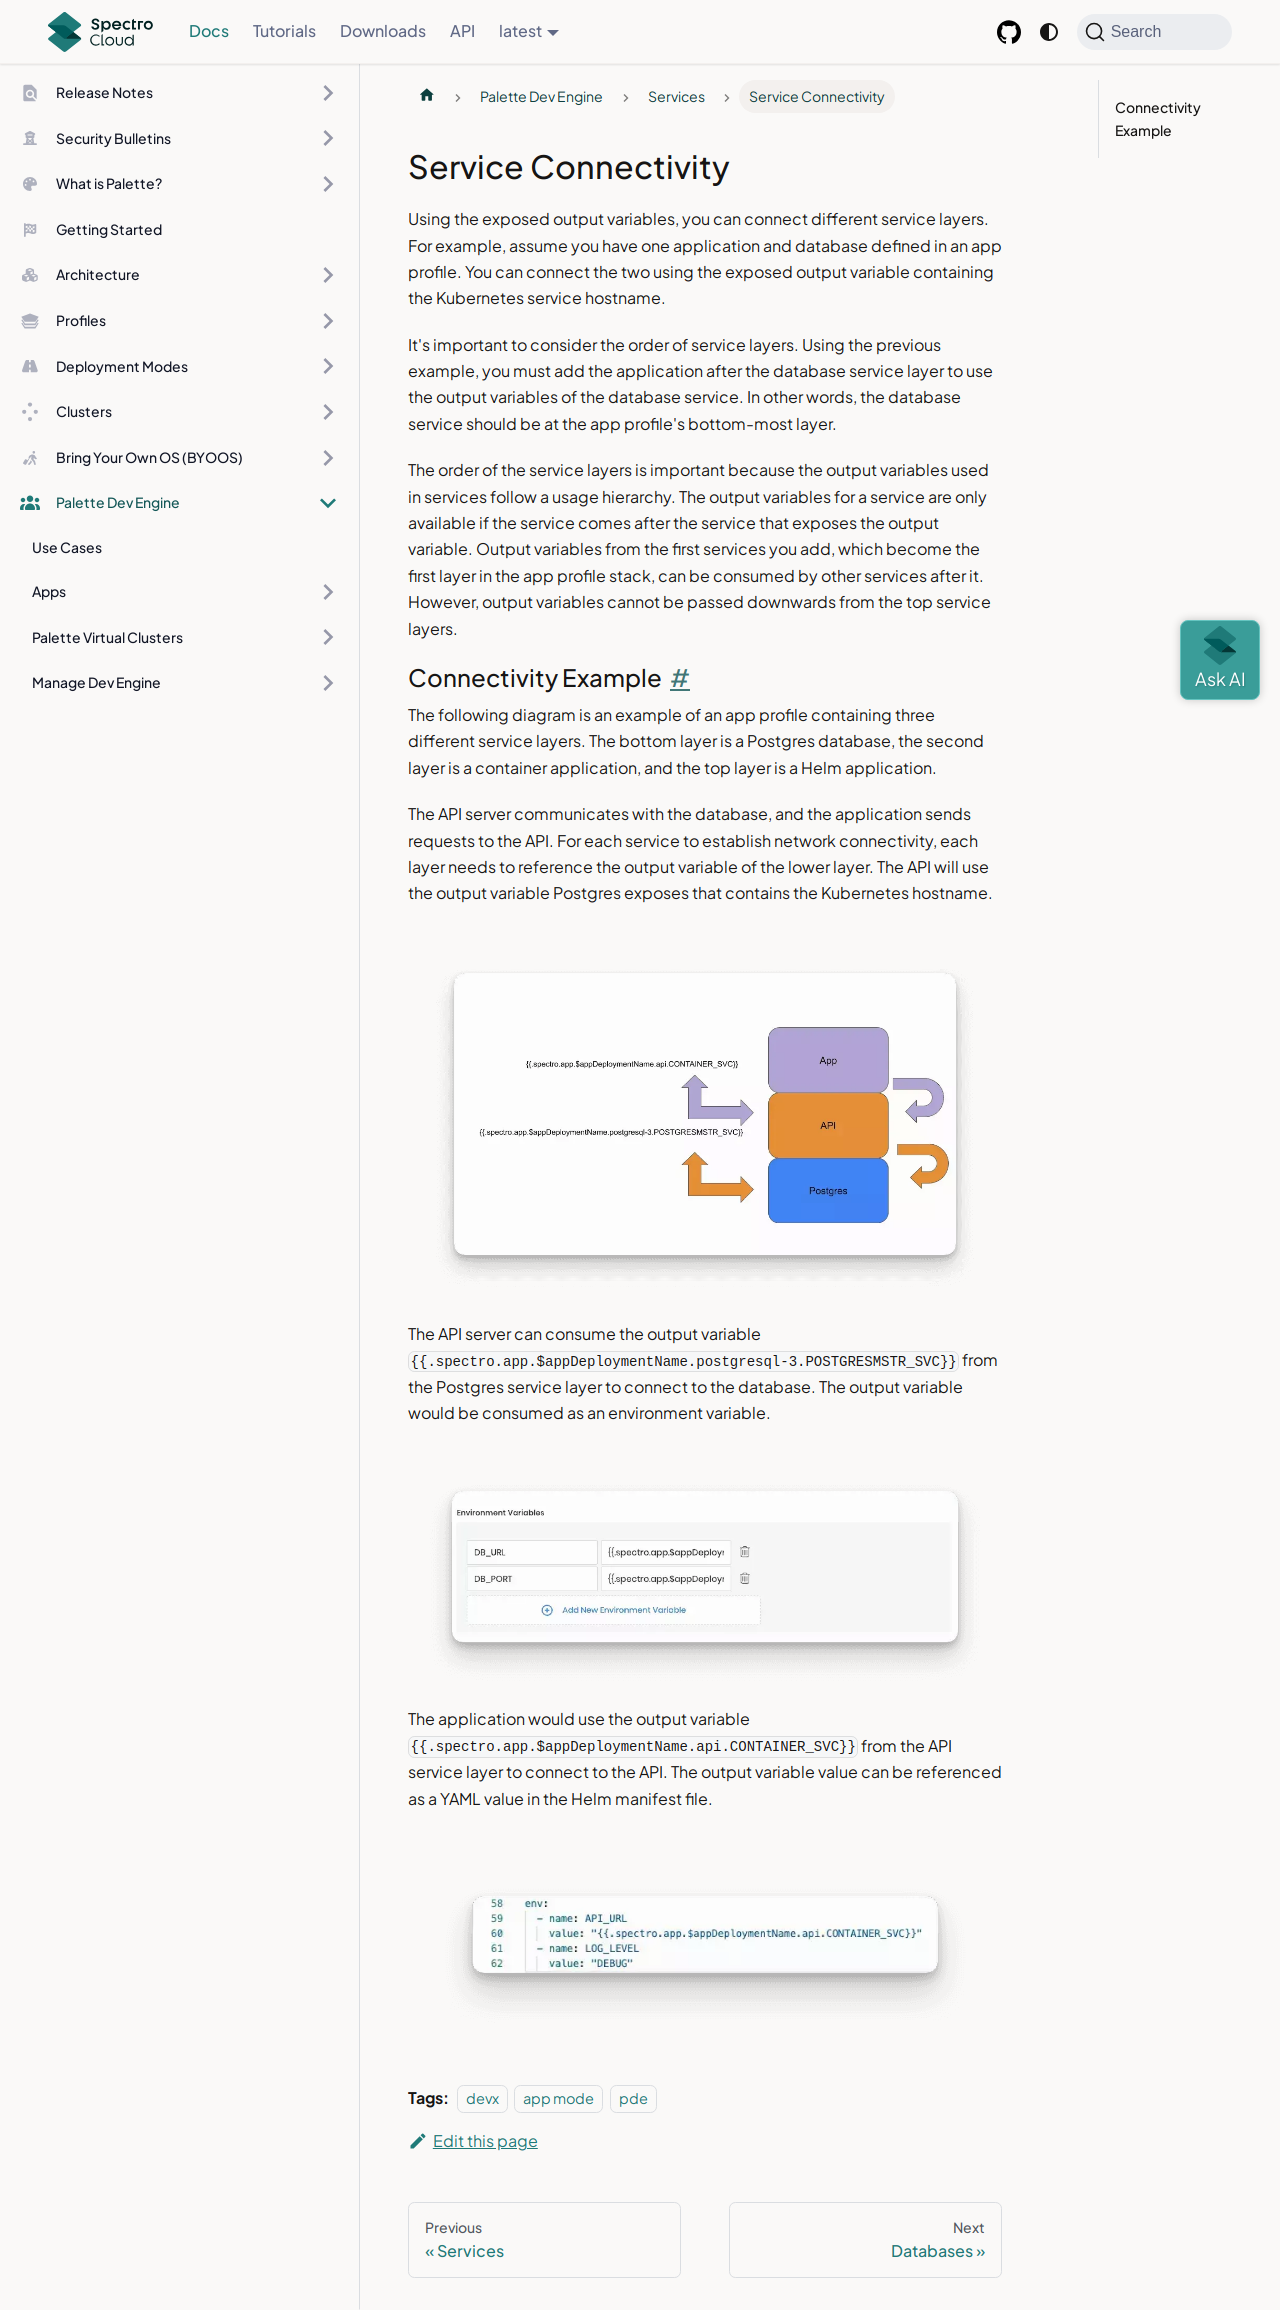 Spectro
Cloud
Docs
Tutorials
Downloads
API
latest
Search
Release Notes
Security Bulletins
What is Palette?
Getting Started
Architecture
Profiles
Deployment Modes
Clusters
Bring Your Own OS (BYOOS)
Palette Dev Engine
Use Cases
Apps
Palette Virtual Clusters
Manage Dev Engine
Palette Dev Engine
Services
Service Connectivity
Service Connectivity
Using the exposed output variables, you can connect different service layers.
For example, assume you have one application and database defined in an app
profile. You can connect the two using the exposed output variable containing
the Kubernetes service hostname.
It's important to consider the order of service layers. Using the previous
example, you must add the application after the database service layer to use
the output variables of the database service. In other words, the database
service should be at the app profile's bottom-most layer.
The order of the service layers is important because the output variables used
in services follow a usage hierarchy. The output variables for a service are only
available if the service comes after the service that exposes the output
variable. Output variables from the first services you add, which become the
first layer in the app profile stack, can be consumed by other services after it.
However, output variables cannot be passed downwards from the top service
layers.
Connectivity Example #
The following diagram is an example of an app profile containing three
different service layers. The bottom layer is a Postgres database, the second
layer is a container application, and the top layer is a Helm application.
The API server communicates with the database, and the application sends
requests to the API. For each service to establish network connectivity, each
layer needs to reference the output variable of the lower layer. The API will use
the output variable Postgres exposes that contains the Kubernetes hostname.
{{.spectro.app.$appDeploymentName.api.CONTAINER_SVC}}
App
{{.spectro.app.$appDeploymentName.postgresql-3.POSTGRESMSTR_SVC}}
API
Postgres
The API server can consume the output variable
{{.spectro.app.$appDeploymentName.postgresql-3.POSTGRESMSTR_SVC}} from
the Postgres service layer to connect to the database. The output variable
would be consumed as an environment variable.
Environment Variables
DB_URL
{{.spectro.app.$appDeployr
DB_PORT
{{.spectro.app.$appDeployr
Add New Environment Variable
The application would use the output variable
{{.spectro.app.$appDeploymentName.api.CONTAINER_SVC}} from the API
service layer to connect to the API. The output variable value can be referenced
as a YAML value in the Helm manifest file.
58 env:
59 - name: API_URL
60 value: "{{.spectro.app.$appDeploymentName.api.CONTAINER_SVC}}"
61 - name: LOG_LEVEL
62 value: "DEBUG"
Tags: devx app mode pde
Edit this page
Previous
« Services
Next
Databases »
Connectivity
Example
Ask AI